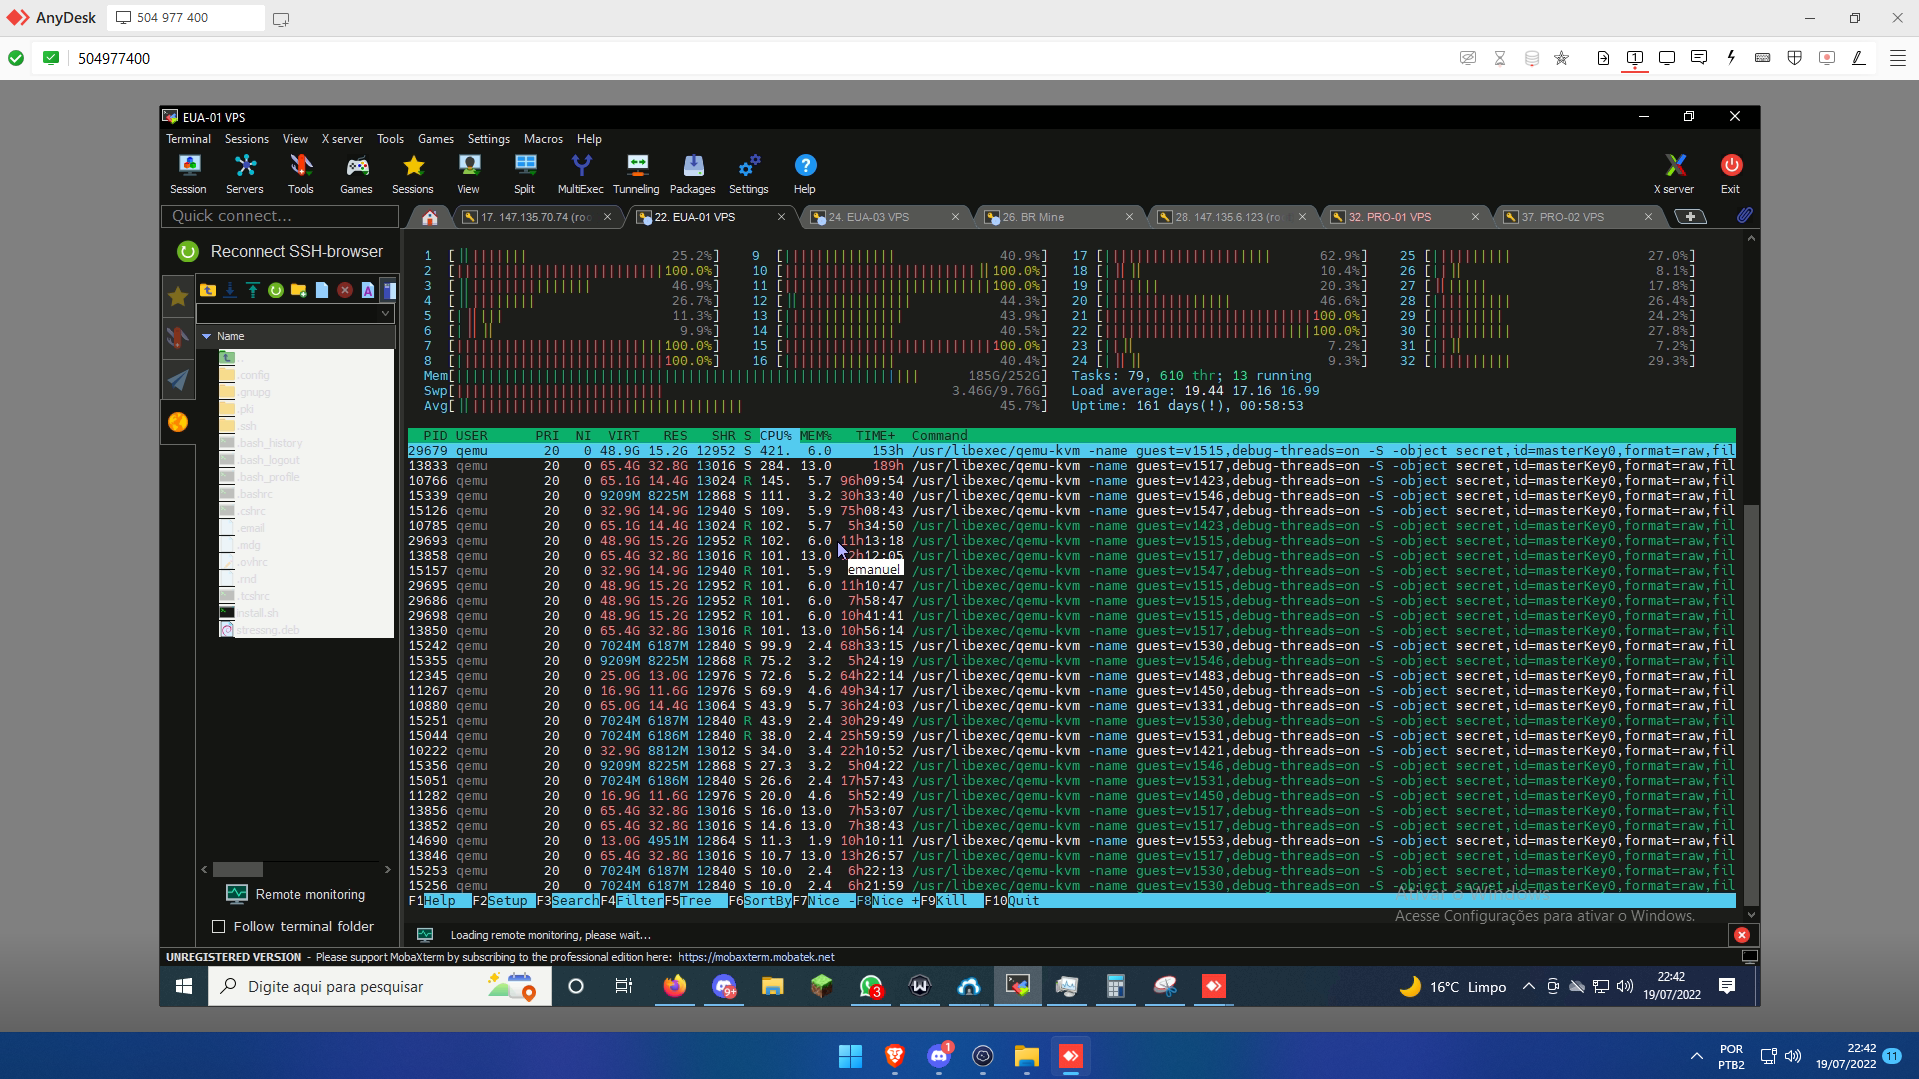 AnyDesk 504 977 400
504977400
EUA-01 VPS
Terminal Sessions View X server Tools Games Settings Macros Help
Session Servers Tools Games Sessions View Split MultiExec Tunneling Packages Settings Help X server Exit
Quick connect...
17. 147.135.70.74 (roo
22. EUA-01 VPS
24. EUA-03 VPS
26. BR Mine
28. 147.135.6.123 (ro
32. PRO-01 VPS
37. PRO-02 VPS
Reconnect SSH-browser
Name
..
.config
.gnupg
.pki
.ssh
.bash_history
.bash_logout
.bash_profile
.bashrc
.cshrc
.email
.mdg
.ovhrc
.rnd
.tcshrc
install.sh
stressng.deb
Remote monitoring
Follow terminal folder
1 [ 25.2%] 9 [ 40.9%] 17 [ 62.9%] 25 [ 27.0%]
2 [ 100.0%] 10 [ 100.0%] 18 [ 10.4%] 26 [ 8.1%]
3 [ 46.9%] 11 [ 100.0%] 19 [ 20.3%] 27 [ 17.8%]
4 [ 26.7%] 12 [ 44.3%] 20 [ 46.6%] 28 [ 26.4%]
5 [ 11.3%] 13 [ 43.9%] 21 [ 100.0%] 29 [ 24.2%]
6 [ 9.9%] 14 [ 40.5%] 22 [ 100.0%] 30 [ 27.8%]
7 [ 100.0%] 15 [ 100.0%] 23 [ 7.2%] 31 [ 7.2%]
8 [ 100.0%] 16 [ 40.4%] 24 [ 9.3%] 32 [ 29.3%]
Mem[ 185G/252G] Tasks: 79, 610 thr; 13 running
Swp[ 3.46G/9.76G] Load average: 19.44 17.16 16.99
Avg[ 45.7%] Uptime: 161 days(!), 00:58:53
PID USER PRI NI VIRT RES SHR S CPU% MEM% TIME+ Command
29679 qemu 20 0 48.9G 15.2G 12952 S 421. 6.0 153h /usr/libexec/qemu-kvm -name guest=v1515,debug-threads=on -S -object secret,id=masterKey0,format=raw,fil
13833 qemu 20 0 65.4G 32.8G 13016 S 284. 13.0 189h /usr/libexec/qemu-kvm -name guest=v1517,debug-threads=on -S -object secret,id=masterKey0,format=raw,fil
10766 qemu 20 0 65.1G 14.4G 13024 R 145. 5.7 96h09:54 /usr/libexec/qemu-kvm -name guest=v1423,debug-threads=on -S -object secret,id=masterKey0,format=raw,fil
15339 qemu 20 0 9209M 8225M 12868 S 111. 3.2 30h33:40 /usr/libexec/qemu-kvm -name guest=v1546,debug-threads=on -S -object secret,id=masterKey0,format=raw,fil
15126 qemu 20 0 32.9G 14.9G 12940 S 109. 5.9 75h08:43 /usr/libexec/qemu-kvm -name guest=v1547,debug-threads=on -S -object secret,id=masterKey0,format=raw,fil
10785 qemu 20 0 65.1G 14.4G 13024 R 102. 5.7 5h34:50 /usr/libexec/qemu-kvm -name guest=v1423,debug-threads=on -S -object secret,id=masterKey0,format=raw,fil
29693 qemu 20 0 48.9G 15.2G 12952 R 102. 6.0 11h13:18 /usr/libexec/qemu-kvm -name guest=v1515,debug-threads=on -S -object secret,id=masterKey0,format=raw,fil
13858 qemu 20 0 65.4G 32.8G 13016 R 101. 13.0 2h12:05 /usr/libexec/qemu-kvm -name guest=v1517,debug-threads=on -S -object secret,id=masterKey0,format=raw,fil
15157 qemu 20 0 32.9G 14.9G 12940 R 101. 5.9 emanuel /usr/libexec/qemu-kvm -name guest=v1547,debug-threads=on -S -object secret,id=masterKey0,format=raw,fil
29695 qemu 20 0 48.9G 15.2G 12952 R 101. 6.0 11h10:47 /usr/libexec/qemu-kvm -name guest=v1515,debug-threads=on -S -object secret,id=masterKey0,format=raw,fil
29686 qemu 20 0 48.9G 15.2G 12952 R 101. 6.0 7h58:47 /usr/libexec/qemu-kvm -name guest=v1515,debug-threads=on -S -object secret,id=masterKey0,format=raw,fil
29698 qemu 20 0 48.9G 15.2G 12952 R 101. 6.0 10h41:41 /usr/libexec/qemu-kvm -name guest=v1515,debug-threads=on -S -object secret,id=masterKey0,format=raw,fil
13850 qemu 20 0 65.4G 32.8G 13016 R 101. 13.0 10h56:14 /usr/libexec/qemu-kvm -name guest=v1517,debug-threads=on -S -object secret,id=masterKey0,format=raw,fil
15242 qemu 20 0 7024M 6187M 12840 S 99.9 2.4 68h33:15 /usr/libexec/qemu-kvm -name guest=v1530,debug-threads=on -S -object secret,id=masterKey0,format=raw,fil
15355 qemu 20 0 9209M 8225M 12868 R 75.2 3.2 5h24:19 /usr/libexec/qemu-kvm -name guest=v1546,debug-threads=on -S -object secret,id=masterKey0,format=raw,fil
12345 qemu 20 0 25.0G 13.0G 12976 S 72.6 5.2 64h22:14 /usr/libexec/qemu-kvm -name guest=v1483,debug-threads=on -S -object secret,id=masterKey0,format=raw,fil
11267 qemu 20 0 16.9G 11.6G 12976 S 69.9 4.6 49h34:17 /usr/libexec/qemu-kvm -name guest=v1450,debug-threads=on -S -object secret,id=masterKey0,format=raw,fil
10880 qemu 20 0 65.0G 14.4G 13064 S 43.9 5.7 36h24:03 /usr/libexec/qemu-kvm -name guest=v1331,debug-threads=on -S -object secret,id=masterKey0,format=raw,fil
15251 qemu 20 0 7024M 6187M 12840 R 43.9 2.4 30h29:49 /usr/libexec/qemu-kvm -name guest=v1530,debug-threads=on -S -object secret,id=masterKey0,format=raw,fil
15044 qemu 20 0 7024M 6186M 12840 R 38.0 2.4 25h59:59 /usr/libexec/qemu-kvm -name guest=v1531,debug-threads=on -S -object secret,id=masterKey0,format=raw,fil
10222 qemu 20 0 32.9G 8812M 13012 S 34.0 3.4 22h10:52 /usr/libexec/qemu-kvm -name guest=v1421,debug-threads=on -S -object secret,id=masterKey0,format=raw,fil
15356 qemu 20 0 9209M 8225M 12868 S 27.3 3.2 5h04:22 /usr/libexec/qemu-kvm -name guest=v1546,debug-threads=on -S -object secret,id=masterKey0,format=raw,fil
15051 qemu 20 0 7024M 6186M 12840 S 26.6 2.4 17h57:43 /usr/libexec/qemu-kvm -name guest=v1531,debug-threads=on -S -object secret,id=masterKey0,format=raw,fil
11282 qemu 20 0 16.9G 11.6G 12976 S 20.0 4.6 5h52:49 /usr/libexec/qemu-kvm -name guest=v1450,debug-threads=on -S -object secret,id=masterKey0,format=raw,fil
13856 qemu 20 0 65.4G 32.8G 13016 S 16.0 13.0 7h53:07 /usr/libexec/qemu-kvm -name guest=v1517,debug-threads=on -S -object secret,id=masterKey0,format=raw,fil
13852 qemu 20 0 65.4G 32.8G 13016 S 14.6 13.0 7h38:43 /usr/libexec/qemu-kvm -name guest=v1517,debug-threads=on -S -object secret,id=masterKey0,format=raw,fil
14690 qemu 20 0 13.0G 4951M 12864 S 11.3 1.9 10h10:11 /usr/libexec/qemu-kvm -name guest=v1553,debug-threads=on -S -object secret,id=masterKey0,format=raw,fil
13846 qemu 20 0 65.4G 32.8G 13016 S 10.7 13.0 13h26:57 /usr/libexec/qemu-kvm -name guest=v1517,debug-threads=on -S -object secret,id=masterKey0,format=raw,fil
15253 qemu 20 0 7024M 6187M 12840 S 10.0 2.4 6h22:13 /usr/libexec/qemu-kvm -name guest=v1530,debug-threads=on -S -object secret,id=masterKey0,format=raw,fil
15256 qemu 20 0 7024M 6187M 12840 S 10.0 2.4 6h21:59 /usr/libexec/qemu-kvm -name guest=v1530,debug-threads=on -S -object secret,id=masterKey0,format=raw,fil
F1Help F2Setup F3SearchF4FilterF5Tree F6SortByF7Nice -F8Nice +F9Kill F10Quit
Ativar o Windows
Acesse Configurações para ativar o Windows.
Loading remote monitoring, please wait...
UNREGISTERED VERSION - Please support MobaXterm by subscribing to the professional edition here: https://mobaxterm.mobatek.net
Digite aqui para pesquisar 9+ 3 16°C Limpo 22:42
19/07/2022
1 POR 22:42
PTB2 19/07/2022 11